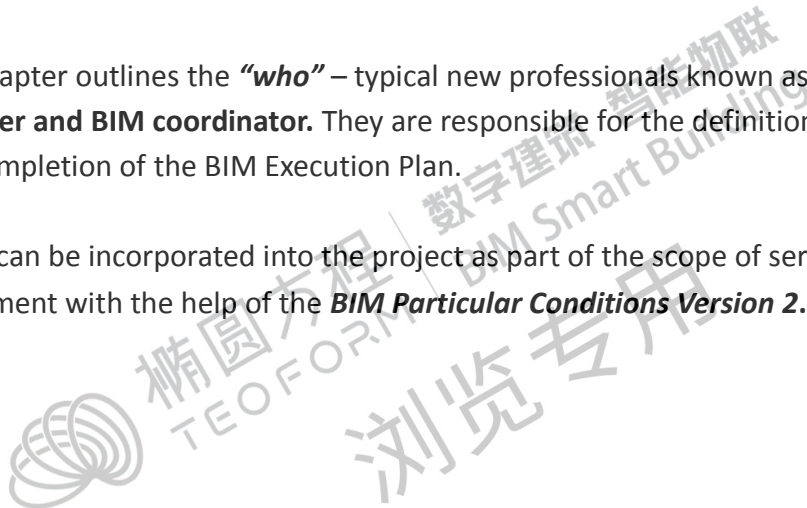 apter outlines the “who” – typical new professionals known as
er and BIM coordinator. They are responsible for the definition
mpletion of the BIM Execution Plan.
can be incorporated into the project as part of the scope of ser
ment with the help of the BIM Particular Conditions Version 2.
椭圆方程
TEOFORM
数字建筑 智能物联
BIM Smart Building
浏览专用